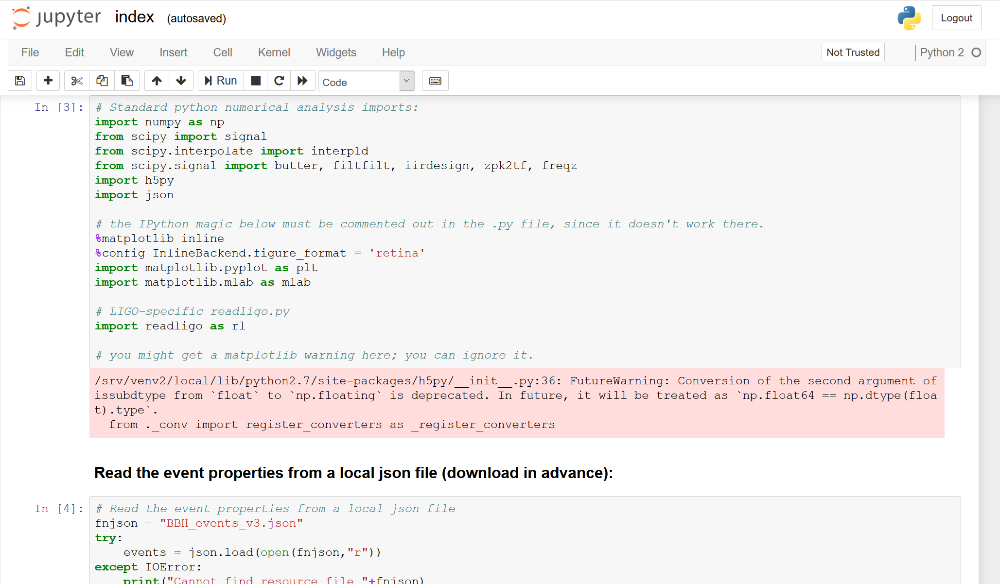 jupyter index (autosaved)
Logout
File Edit View Insert Cell Kernel Widgets Help Not Trusted Python 2
Run Code
In [3]: # Standard python numerical analysis imports:
import numpy as np
from scipy import signal
from scipy.interpolate import interp1d
from scipy.signal import butter, filtfilt, iirdesign, zpk2tf, freqz
import h5py
import json
# the IPython magic below must be commented out in the .py file, since it doesn't work there.
%matplotlib inline
%config InlineBackend.figure_format = 'retina'
import matplotlib.pyplot as plt
import matplotlib.mlab as mlab
# LIGO-specific readligo.py
import readligo as rl
# you might get a matplotlib warning here; you can ignore it.
/srv/venv2/local/lib/python2.7/site-packages/h5py/__init__.py:36: FutureWarning: Conversion of the second argument of
issubdtype from `float` to `np.floating` is deprecated. In future, it will be treated as `np.float64 == np.dtype(floa
t).type`.
  from ._conv import register_converters as _register_converters
Read the event properties from a local json file (download in advance):
In [4]: # Read the event properties from a local json file
fnjson = "BBH_events_v3.json"
try:
    events = json.load(open(fnjson,"r"))
except IOError:
    print("Cannot find resource file "+fnjson)